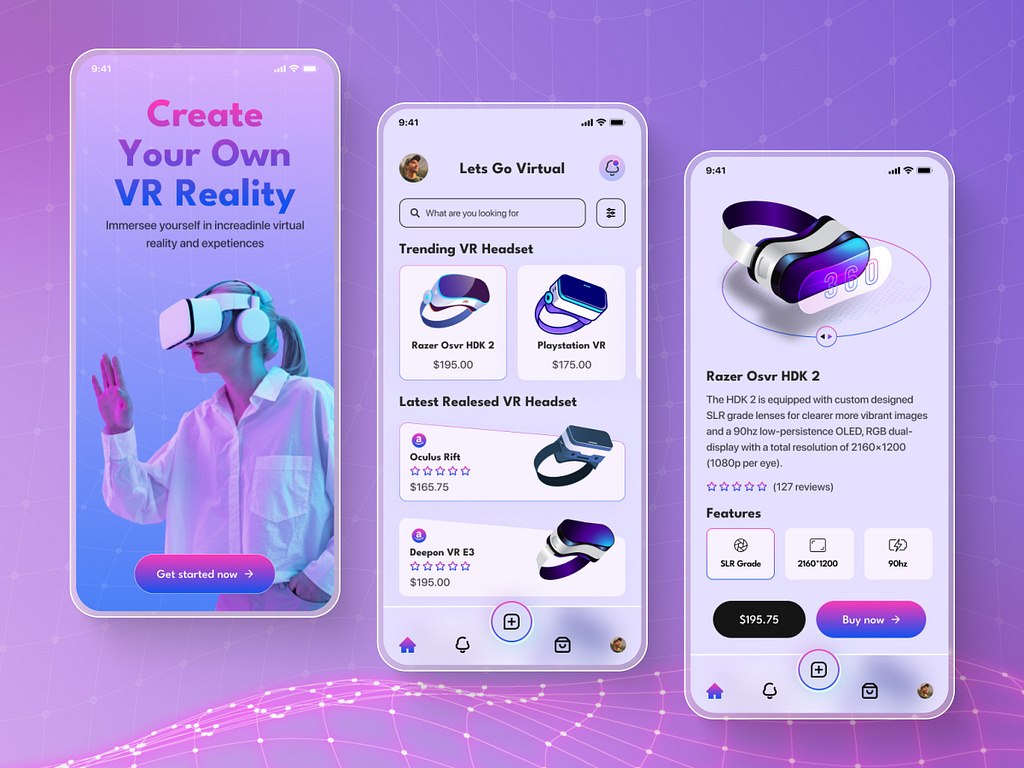 9:41
Create
Your Own
VR Reality
Immersee yourself in increadinle virtual
reality and expetiences
Get started now
9:41
Lets Go Virtual
What are you looking for
Trending VR Headset
Razer Osvr HDK 2
$195.00
Playstation VR
$175.00
Latest Realesed VR Headset
a
Oculus Rift
$165.75
a
Deepon VR E3
$195.00
9:41
360
Razer Osvr HDK 2
The HDK 2 is equipped with custom designed
SLR grade lenses for clearer more vibrant images
and a 90hz low-persistence OLED, RGB dual-
display with a total resolution of 2160×1200
(1080p per eye).
(127 reviews)
Features
SLR Grade
2160*1200
90hz
$195.75
Buy now